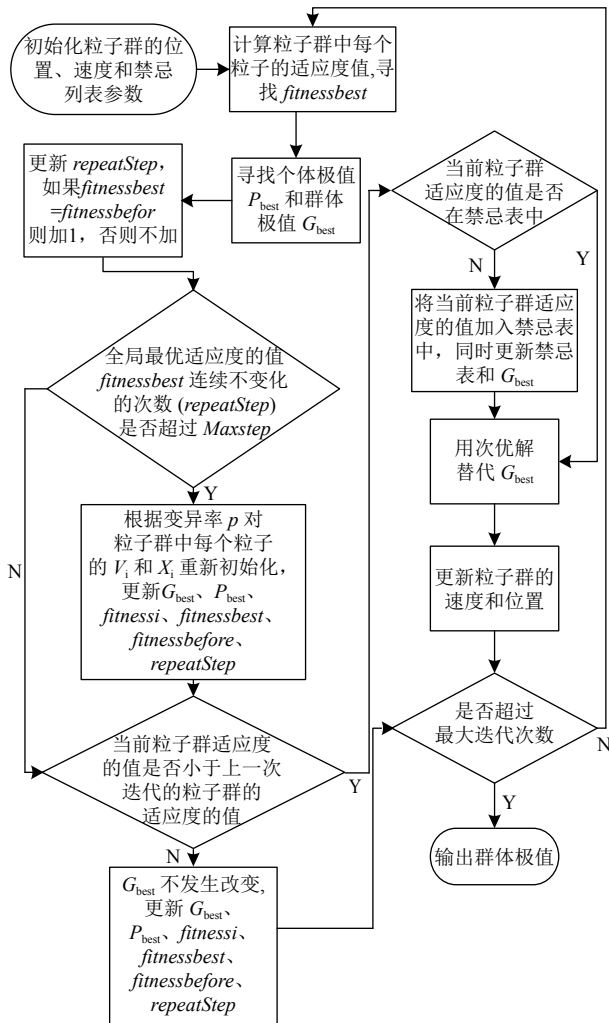 初始化粒子群的位
置、速度和禁忌
列表参数
计算粒子群中每个
粒子的适应度值,寻
找 fitnessbest
寻找个体极值
Pbest 和群体
极值 Gbest
更新 repeatStep,
如果fitnessbest
=fitnessbefor
则加1，否则不加
全局最优适应度的值
fitnessbest 连续不变化
的次数 (repeatStep)
是否超过 Maxstep
N
Y
根据变异率 p 对
粒子群中每个粒子
的 Vi 和 Xi 重新初始化，
更新Gbest、Pbest、
fitnessi、fitnessbest、
fitnessbefore、
repeatStep
当前粒子群适应度
的值是否小于上一次
迭代的粒子群的
适应度的值
Y
N
Gbest 不发生改变,
更新 Gbest、
Pbest、fitnessi、
fitnessbest、
fitnessbefore、
repeatStep
当前粒子群
适应度的值是否
在禁忌表中
N
Y
将当前粒子群适应
度的值加入禁忌表
中，同时更新禁忌
表和 Gbest
用次优解
替代 Gbest
更新粒子群的
速度和位置
是否超过
最大迭代次数
N
Y
输出群体极值